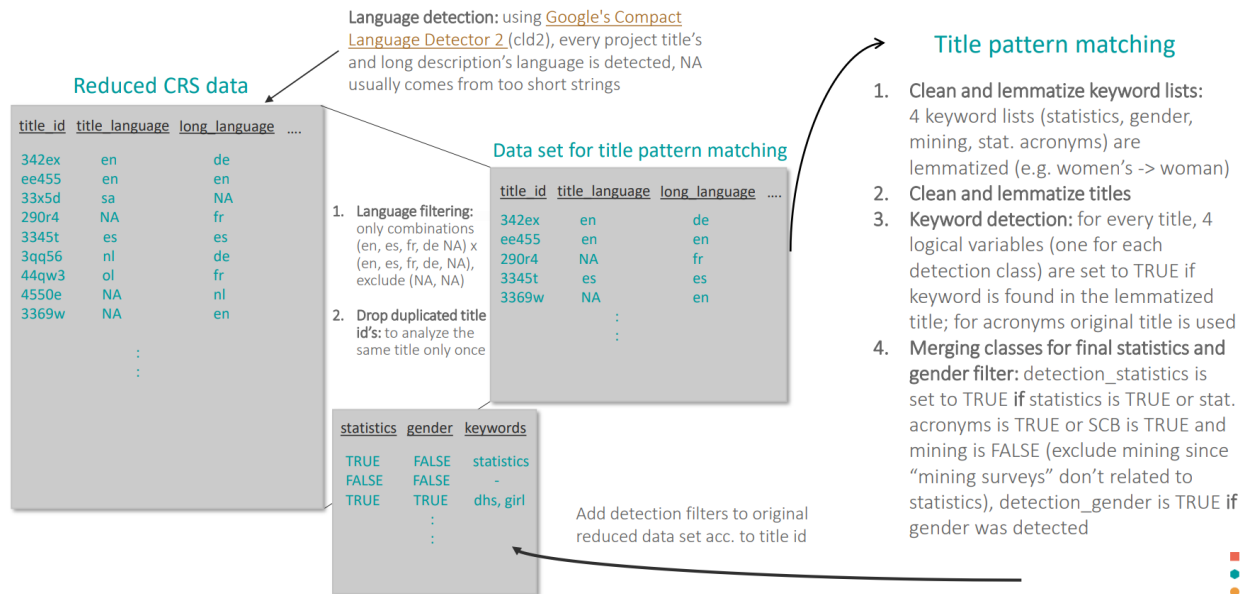 Language detection: using Google's Compact
Language Detector 2 (cld2), every project title's
and long description's language is detected, NA
usually comes from too short strings
Reduced CRS data
title_id title_language long_language ....
342ex en de
ee455 en en
33x5d sa NA
290r4 NA fr
3345t es es
3qq56 nl de
44qw3 ol fr
4550e NA nl
3369w NA en
:
:
1. Language filtering:
only combinations
(en, es, fr, de NA) x
(en, es, fr, de, NA),
exclude (NA, NA)
2. Drop duplicated title
id's: to analyze the
same title only once
Data set for title pattern matching
title_id title_language long_language ....
342ex en de
ee455 en en
290r4 NA fr
3345t es es
3369w NA en
:
:
Title pattern matching
1. Clean and lemmatize keyword lists:
4 keyword lists (statistics, gender,
mining, stat. acronyms) are
lemmatized (e.g. women's -> woman)
2. Clean and lemmatize titles
3. Keyword detection: for every title, 4
logical variables (one for each
detection class) are set to TRUE if
keyword is found in the lemmatized
title; for acronyms original title is used
4. Merging classes for final statistics and
gender filter: detection_statistics is
set to TRUE if statistics is TRUE or stat.
acronyms is TRUE or SCB is TRUE and
mining is FALSE (exclude mining since
"mining surveys" don't related to
statistics), detection_gender is TRUE if
gender was detected
statistics gender keywords
TRUE FALSE statistics
FALSE FALSE -
TRUE TRUE dhs, girl
:
:
Add detection filters to original
reduced data set acc. to title id